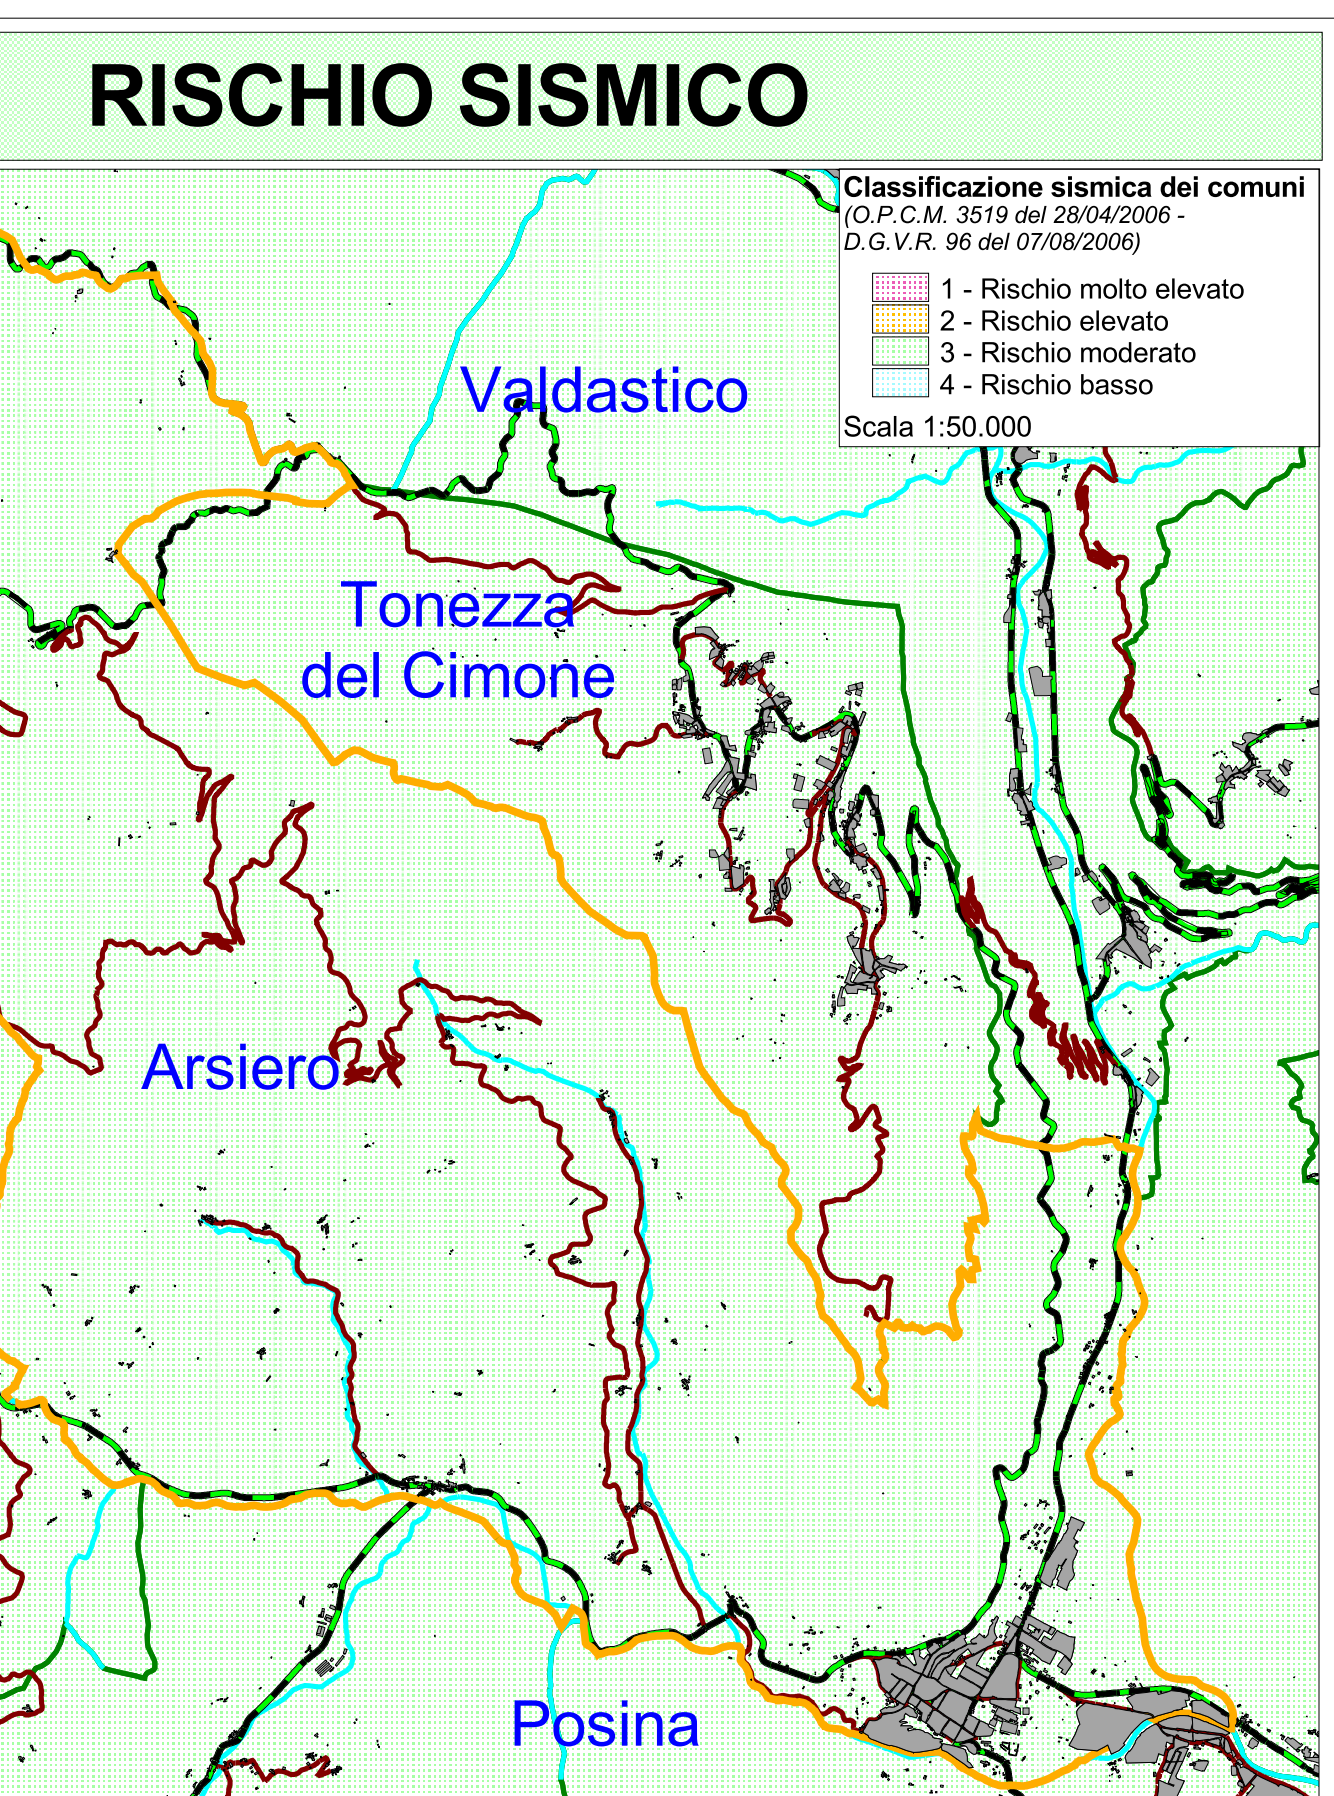 RISCHIO SISMICO
Classificazione sismica dei comuni
(O.P.C.M. 3519 del 28/04/2006 -
D.G.V.R. 96 del 07/08/2006)
1 - Rischio molto elevato
2 - Rischio elevato
3 - Rischio moderato
4 - Rischio basso
Scala 1:50.000
Valdastico
Tonezza
del Cimone
Arsiero
Posina